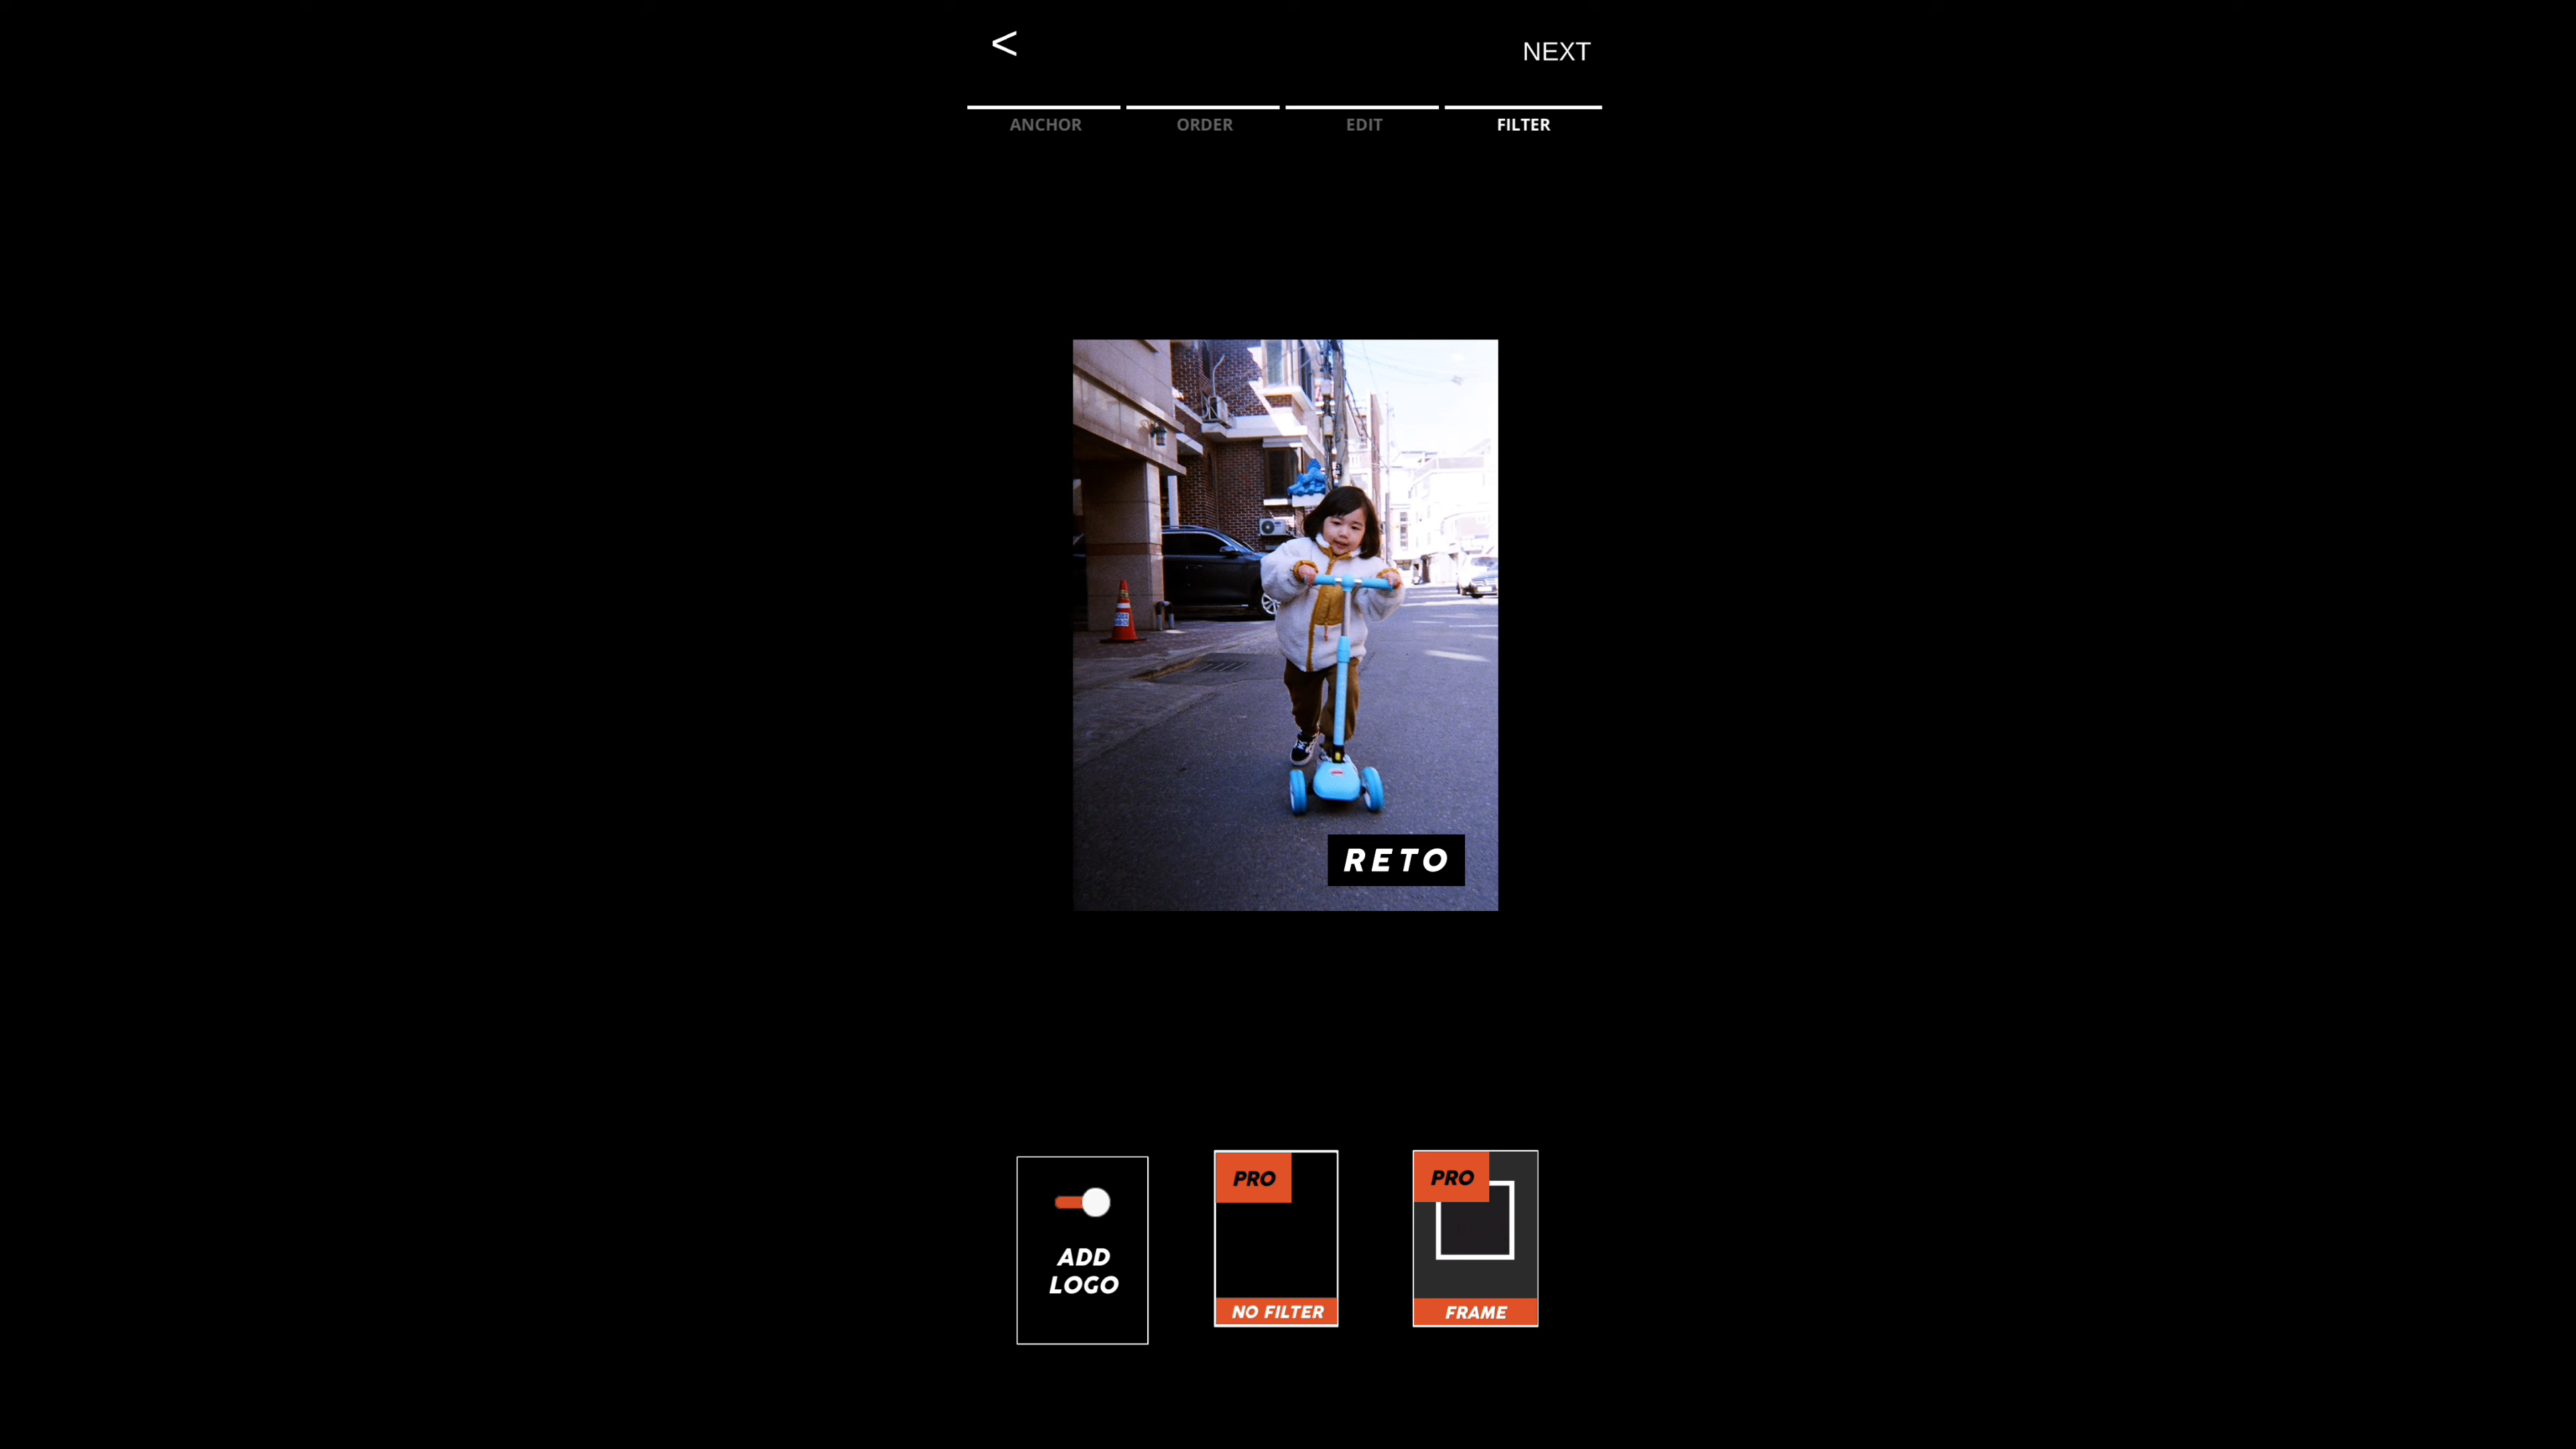 <
NEXT
ANCHOR
ORDER
EDIT
FILTER
RETO
ADD
LOGO
PRO
NO FILTER
PRO
FRAME